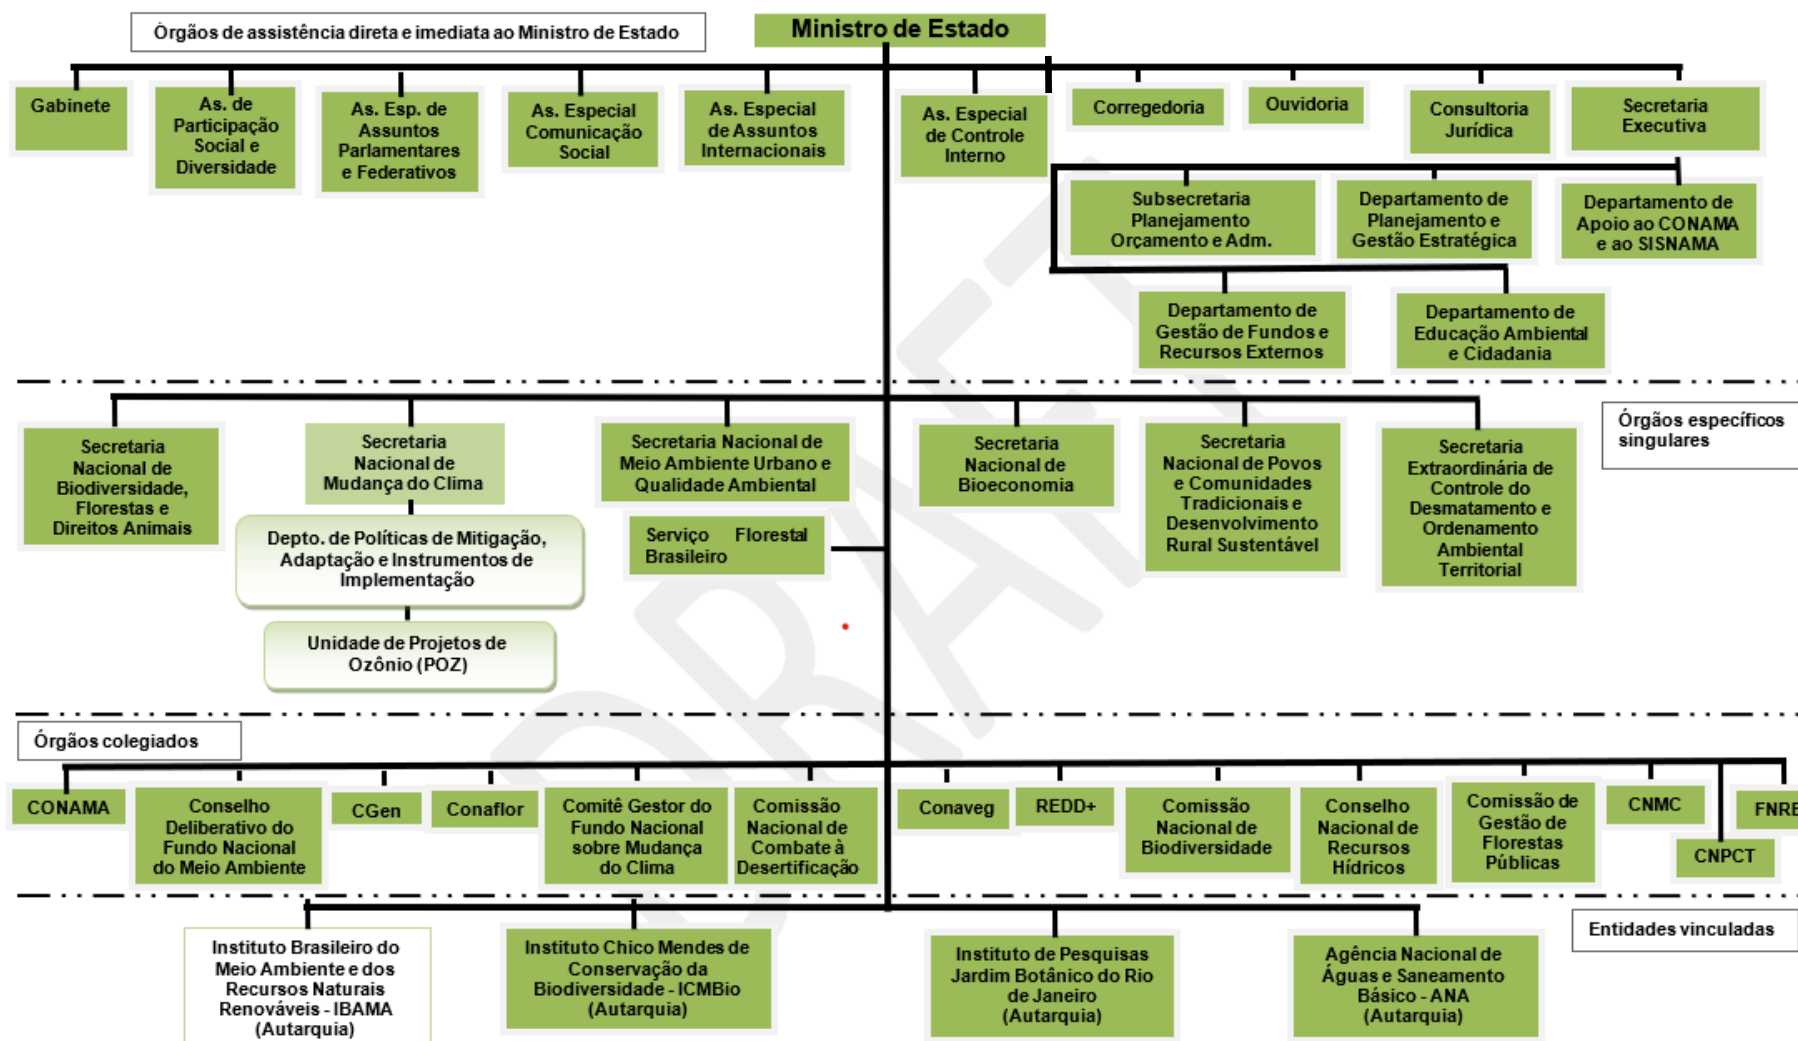 Órgãos de assistência direta e imediata ao Ministro de Estado
Ministro de Estado
Gabinete
As. de
Participação
Social e
Diversidade
As. Esp. de
Assuntos
Parlamentares
e Federativos
As. Especial
Comunicação
Social
As. Especial
de Assuntos
Internacionais
As. Especial
de Controle
Interno
Corregedoria
Ouvidoria
Consultoria
Jurídica
Secretaria
Executiva
Subsecretaria
Planejamento
Orçamento e Adm.
Departamento de
Planejamento e
Gestão Estratégica
Departamento de
Apoio ao CONAMA
e ao SISNAMA
Departamento de
Gestão de Fundos e
Recursos Externos
Departamento de
Educação Ambiental
e Cidadania
Órgãos específicos
singulares
Secretaria
Nacional de
Biodiversidade,
Florestas e
Direitos Animais
Secretaria
Nacional de
Mudança do Clima
Depto. de Políticas de Mitigação,
Adaptação e Instrumentos de
Implementação
Unidade de Projetos de
Ozônio (POZ)
Secretaria Nacional de
Meio Ambiente Urbano e
Qualidade Ambiental
Serviço Florestal
Brasileiro
Secretaria
Nacional de
Bioeconomia
Secretaria
Nacional de Povos
e Comunidades
Tradicionais e
Desenvolvimento
Rural Sustentável
Secretaria
Extraordinária de
Controle do
Desmatamento e
Ordenamento
Ambiental
Territorial
DRAFT
Órgãos colegiados
CONAMA
Conselho
Deliberativo do
Fundo Nacional
do Meio Ambiente
CGen
Conaflor
Comitê Gestor do
Fundo Nacional
sobre Mudança
do Clima
Comissão
Nacional de
Combate à
Desertificação
Conaveg
REDD+
Comissão
Nacional de
Biodiversidade
Conselho
Nacional de
Recursos
Hídricos
Comissão de
Gestão de
Florestas
Públicas
CNMC
CNPCT
FNRE
Entidades vinculadas
Instituto Brasileiro do
Meio Ambiente e dos
Recursos Naturais
Renováveis - IBAMA
(Autarquia)
Instituto Chico Mendes de
Conservação da
Biodiversidade - ICMBio
(Autarquia)
Instituto de Pesquisas
Jardim Botânico do Rio
de Janeiro
(Autarquia)
Agência Nacional de
Águas e Saneamento
Básico - ANA
(Autarquia)